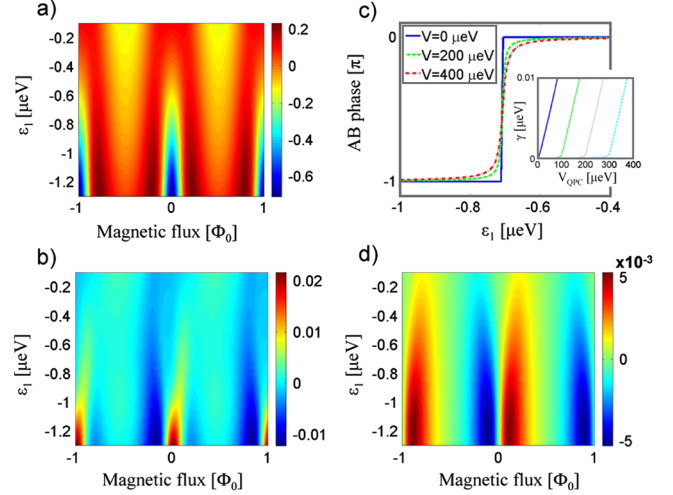 a)
-0.2
-0.4
-0.6
-0.8
-1
-1.2
ε₁ [μeV]
-1
0
1
Magnetic flux [Φ₀]
0.2
0
-0.2
-0.4
-0.6
c)
AB phase [π]
0
-1
V=0 μeV
V=200 μeV
V=400 μeV
-1
-0.8
-0.6
-0.4
ε₁ [μeV]
0.01
0
γ
0 100 200 300 400
V_QPC [μeV]
b)
-0.2
-0.4
-0.6
-0.8
-1
-1.2
ε₁ [μeV]
-1
0
1
Magnetic flux [Φ₀]
0.02
0.01
0
-0.01
d)
-0.2
-0.4
-0.6
-0.8
-1
-1.2
ε₁ [μeV]
-1
0
1
Magnetic flux [Φ₀]
x10⁻³
5
0
-5